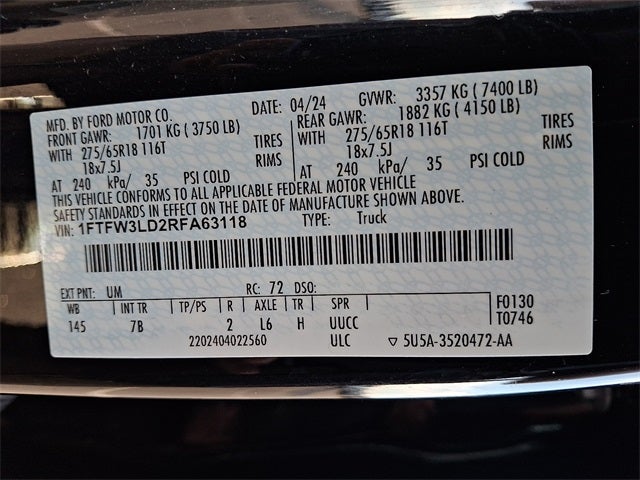 MFD. BY FORD MOTOR CO.
DATE: 04/24 GVWR: 3357 KG ( 7400 LB)
FRONT GAWR: 1701 KG ( 3750 LB)
WITH 275/65R18 116T TIRES
18x7.5J RIMS
AT 240 kPa/ 35 PSI COLD
REAR GAWR: 1882 KG ( 4150 LB)
WITH 275/65R18 116T TIRES
18x7.5J RIMS
AT 240 kPa/ 35 PSI COLD
THIS VEHICLE CONFORMS TO ALL APPLICABLE FEDERAL MOTOR VEHICLE
SAFETY STANDARDS IN EFFECT ON THE DATE OF MANUFACTURE SHOWN ABOVE.
VIN: 1FTFW3LD2RFA63118 TYPE: Truck
EXT PNT: UM RC: 72 DSO:
WB INT TR TP/PS R AXLE TR SPR F0130
145 7B 2 L6 H UUCC T0746
2202404022560 ULC ▽ 5U5A-3520472-AA